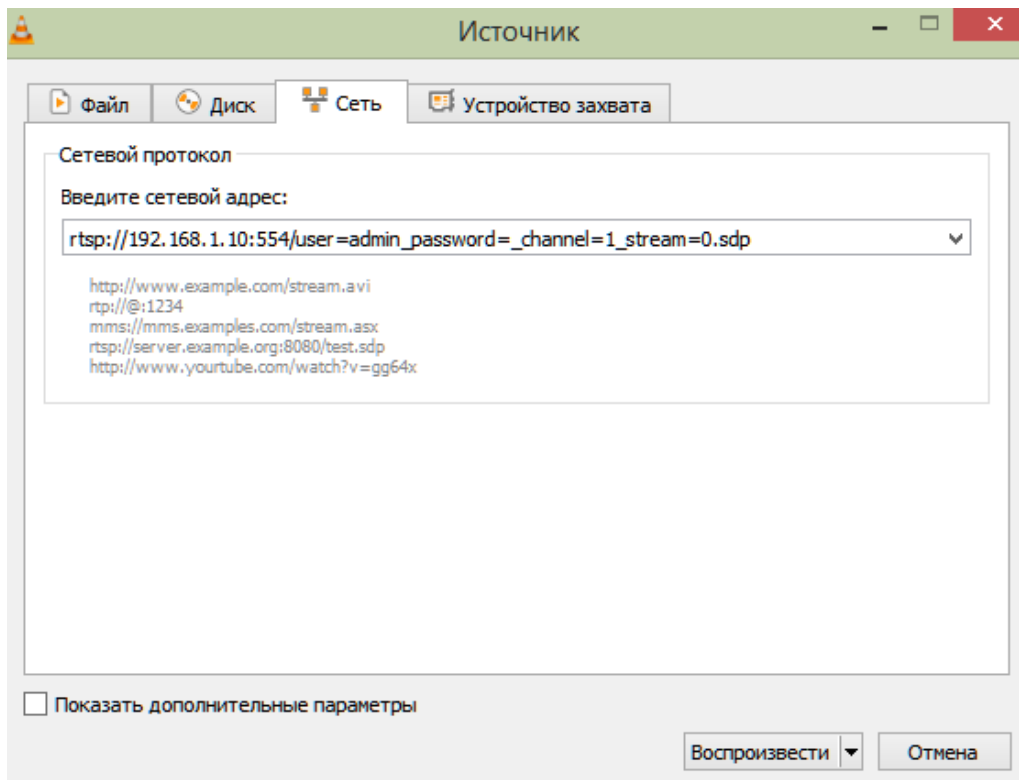 Источник
Файл
Диск
Сеть
Устройство захвата
Сетевой протокол
Введите сетевой адрес:
rtsp://192.168.1.10:554/user=admin_password=_channel=1_stream=0.sdp
http://www.example.com/stream.avi
rtp://@:1234
mms://mms.examples.com/stream.asx
rtsp://server.example.org:8080/test.sdp
http://www.yourtube.com/watch?v=gg64x
Показать дополнительные параметры
Воспроизвести
Отмена